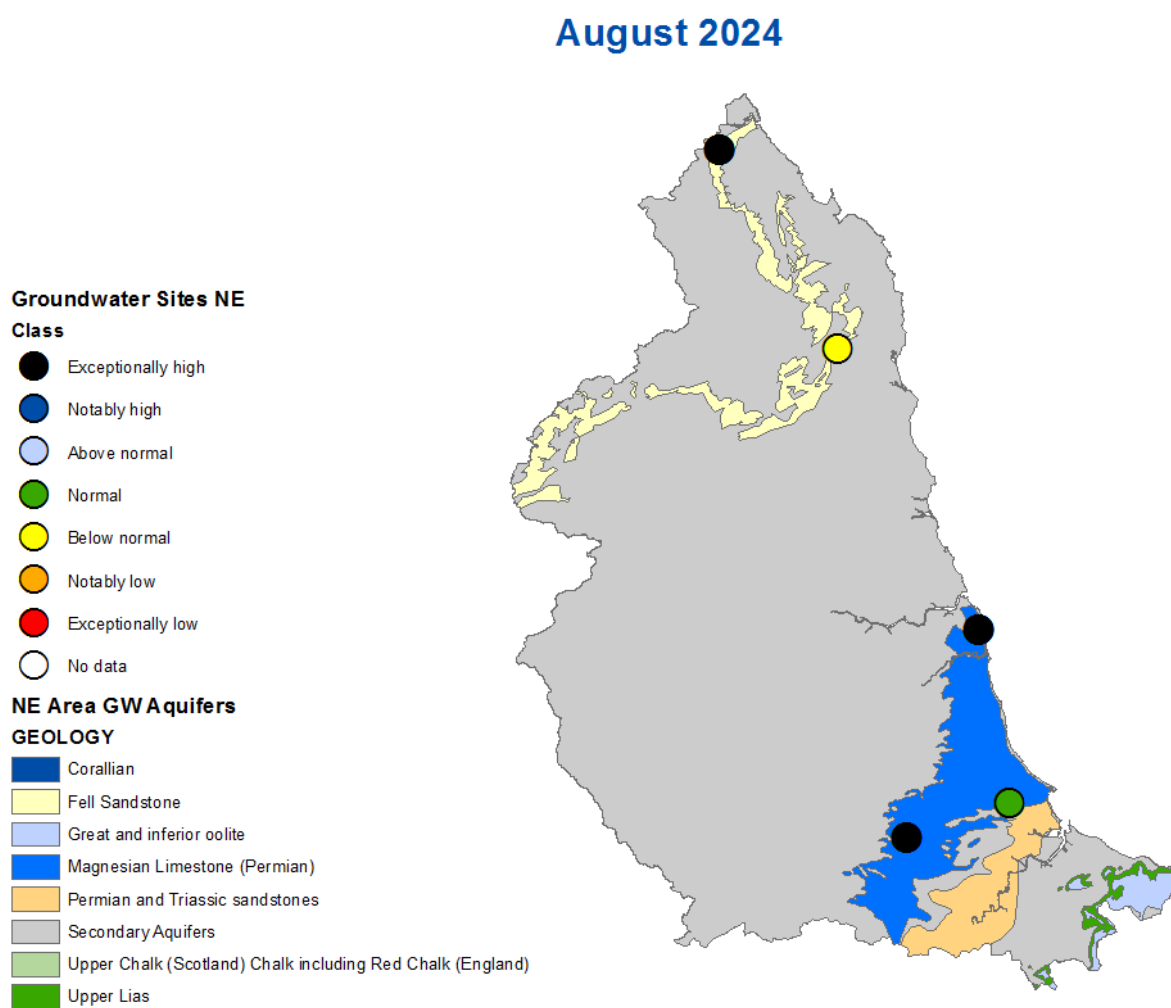 August 2024
Groundwater Sites NE
Class
Exceptionally high
Notably high
Above normal
Normal
Below normal
Notably low
Exceptionally low
No data
NE Area GW Aquifers
GEOLOGY
Corallian
Fell Sandstone
Great and inferior oolite
Magnesian Limestone (Permian)
Permian and Triassic sandstones
Secondary Aquifers
Upper Chalk (Scotland) Chalk including Red Chalk (England)
Upper Lias